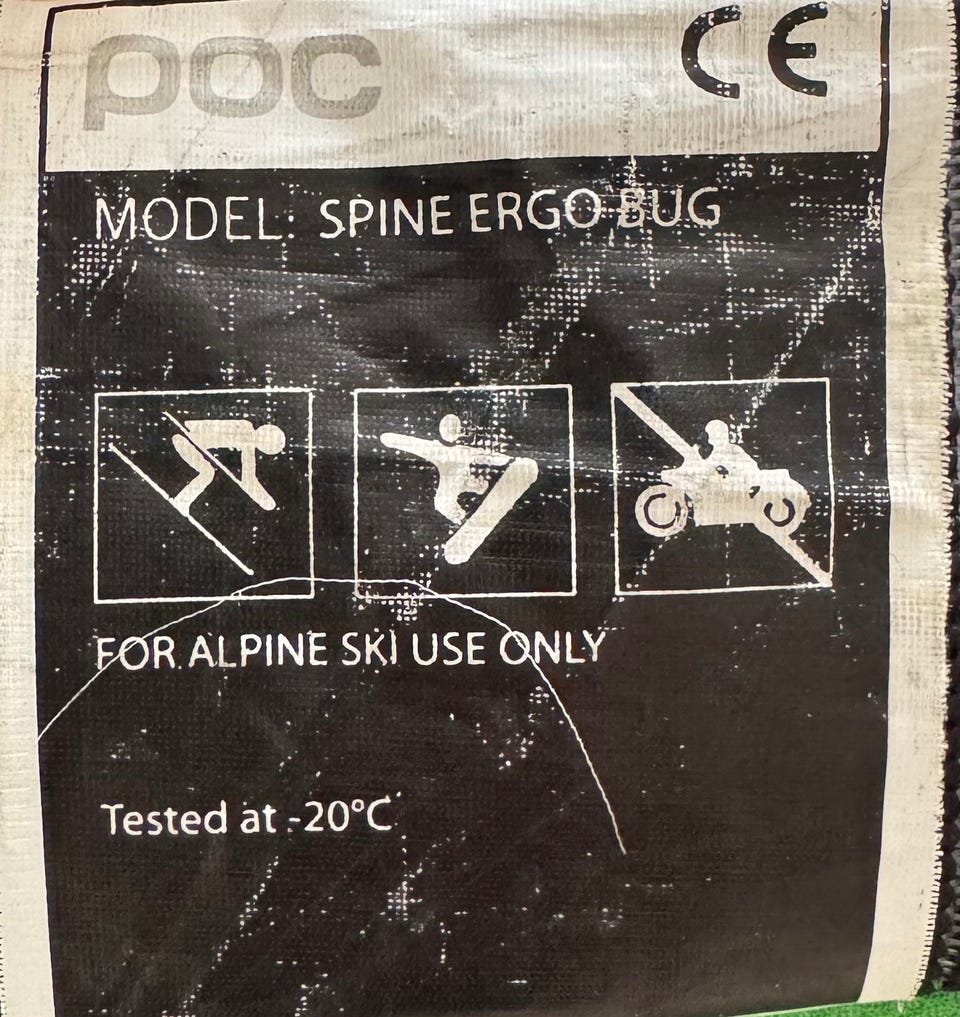 POC
CE
MODEL: SPINE ERGO BUG
FOR ALPINE SKI USE ONLY
Tested at -20°C